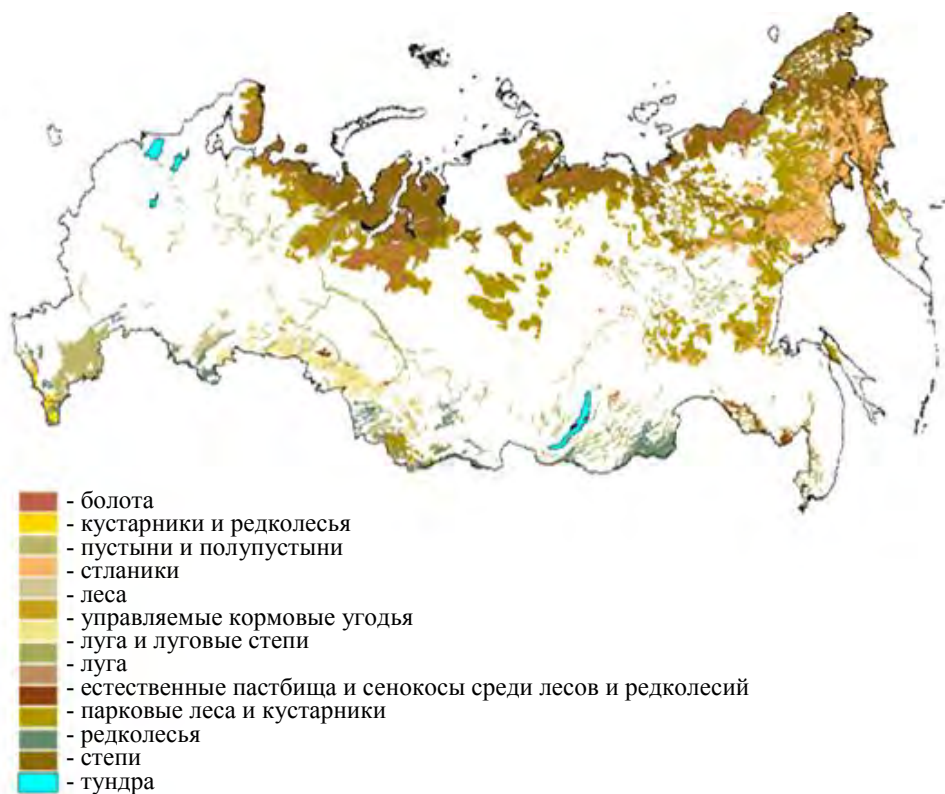 - болота
- кустарники и редколесья
- пустыни и полупустыни
- стланики
- леса
- управляемые кормовые угодья
- луга и луговые степи
- луга
- естественные пастбища и сенокосы среди лесов и редколесий
- парковые леса и кустарники
- редколесья
- степи
- тундра